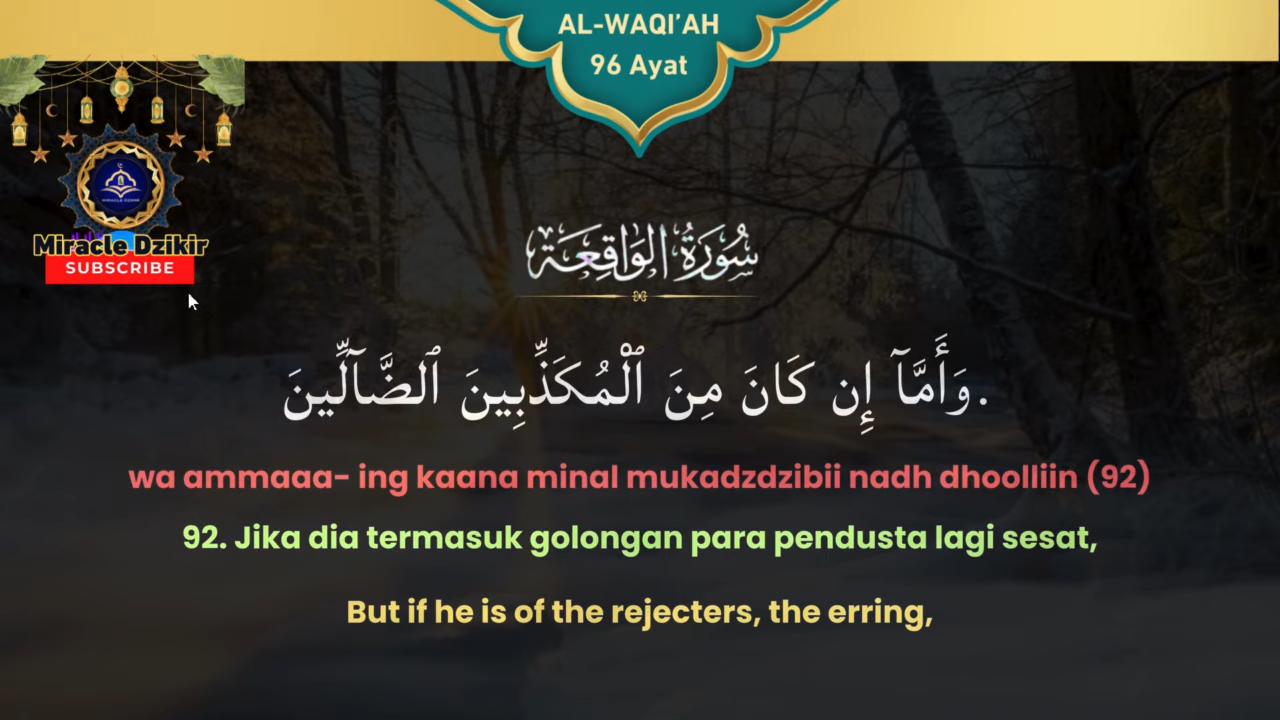 AL-WAQI'AH
96 Ayat
Miracle Dzikir
SUBSCRIBE
سُورَةُ الوَاقِعَة
وَأَمَّآ إِن كَانَ مِنَ ٱلْمُكَذِّبِينَ ٱلضَّآلِّينَ.
wa ammaaa- ing kaana minal mukadzdzibii nadh dhoolliin (92)
92. Jika dia termasuk golongan para pendusta lagi sesat,
But if he is of the rejecters, the erring,